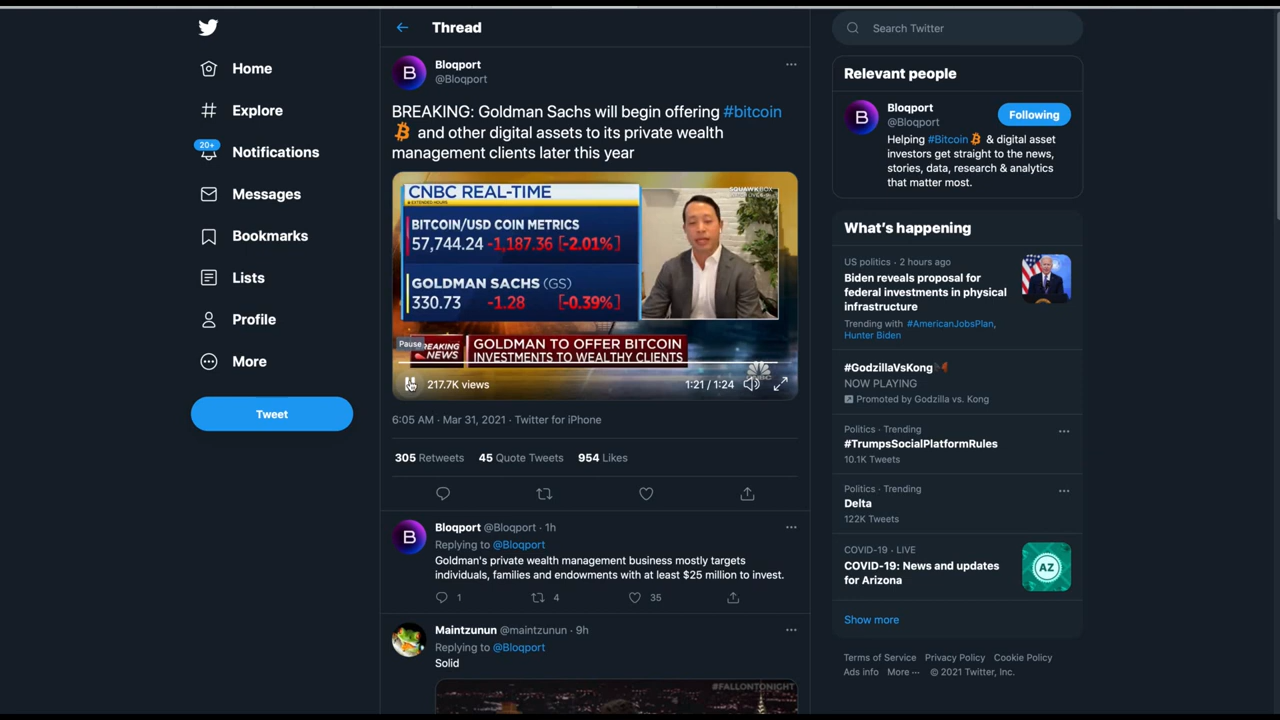 Home
Explore
20+
Notifications
Messages
Bookmarks
Lists
Profile
More
Tweet
Thread
B
Bloqport
@Bloqport
BREAKING: Goldman Sachs will begin offering #bitcoin
₿ and other digital assets to its private wealth
management clients later this year
CNBC REAL-TIME
EXTENDED HOURS
SQUAWK BOX
BITCOIN/USD COIN METRICS
57,744.24 -1,187.36 [-2.01%]
GOLDMAN SACHS (GS)
330.73 -1.28 [-0.39%]
Pause
BREAKING
NEWS
GOLDMAN TO OFFER BITCOIN
INVESTMENTS TO WEALTHY CLIENTS
217.7K views
1:21 / 1:24
6:05 AM · Mar 31, 2021 · Twitter for iPhone
305 Retweets 45 Quote Tweets 954 Likes
B
Bloqport @Bloqport · 1h
Replying to @Bloqport
Goldman's private wealth management business mostly targets
individuals, families and endowments with at least $25 million to invest.
1 4 35
Maintzunun @maintzunun · 9h
Replying to @Bloqport
Solid
#FALLONTONIGHT
Search Twitter
Relevant people
B
Bloqport
@Bloqport
Following
Helping #Bitcoin ₿ & digital asset
investors get straight to the news,
stories, data, research & analytics
that matter most.
What's happening
US politics · 2 hours ago
Biden reveals proposal for
federal investments in physical
infrastructure
Trending with #AmericanJobsPlan,
Hunter Biden
#GodzillaVsKong
NOW PLAYING
Promoted by Godzilla vs. Kong
Politics · Trending
#TrumpsSocialPlatformRules
10.1K Tweets
Politics · Trending
Delta
122K Tweets
COVID-19 · LIVE
COVID-19: News and updates
for Arizona
AZ
Show more
Terms of Service Privacy Policy Cookie Policy
Ads info More ··· © 2021 Twitter, Inc.